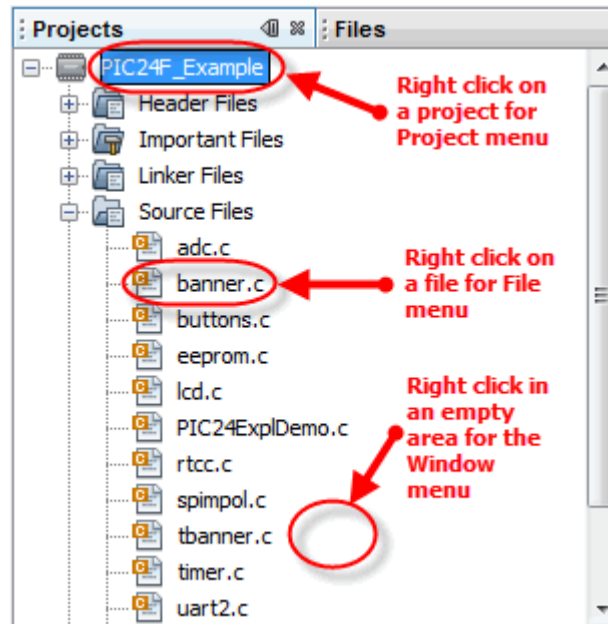 Projects
Files
PIC24F_Example
Header Files
Important Files
Linker Files
Source Files
adc.c
banner.c
buttons.c
eeprom.c
lcd.c
PIC24ExplDemo.c
rtcc.c
spimpol.c
tbanner.c
timer.c
uart2.c
Right click on
a project for
Project menu
Right click on
a file for File
menu
Right click in
an empty
area for the
Window
menu